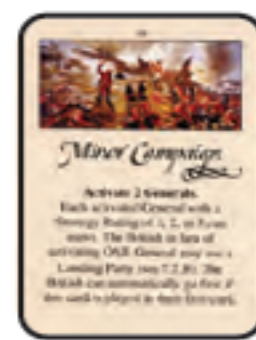 Minor Campaign
Activate 2 Generals.
Each activated General with a
Strategy Rating of 1, 2, or 3 can
move. The British in lieu of
activating ONE General may use a
Landing Party (see 7.2.B). The
British can automatically go first if
this card is played in their first card.